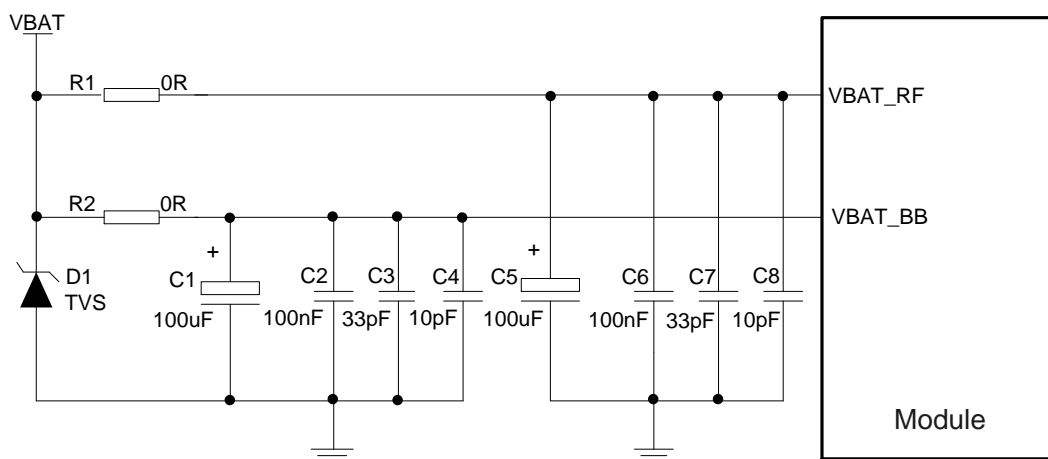 VBAT
R1 0R
VBAT_RF
R2 0R
VBAT_BB
+ +
D1 C1 C2 C3 C4 C5 C6 C7 C8
TVS
100uF 100nF 33pF 10pF 100uF 100nF 33pF 10pF
Module